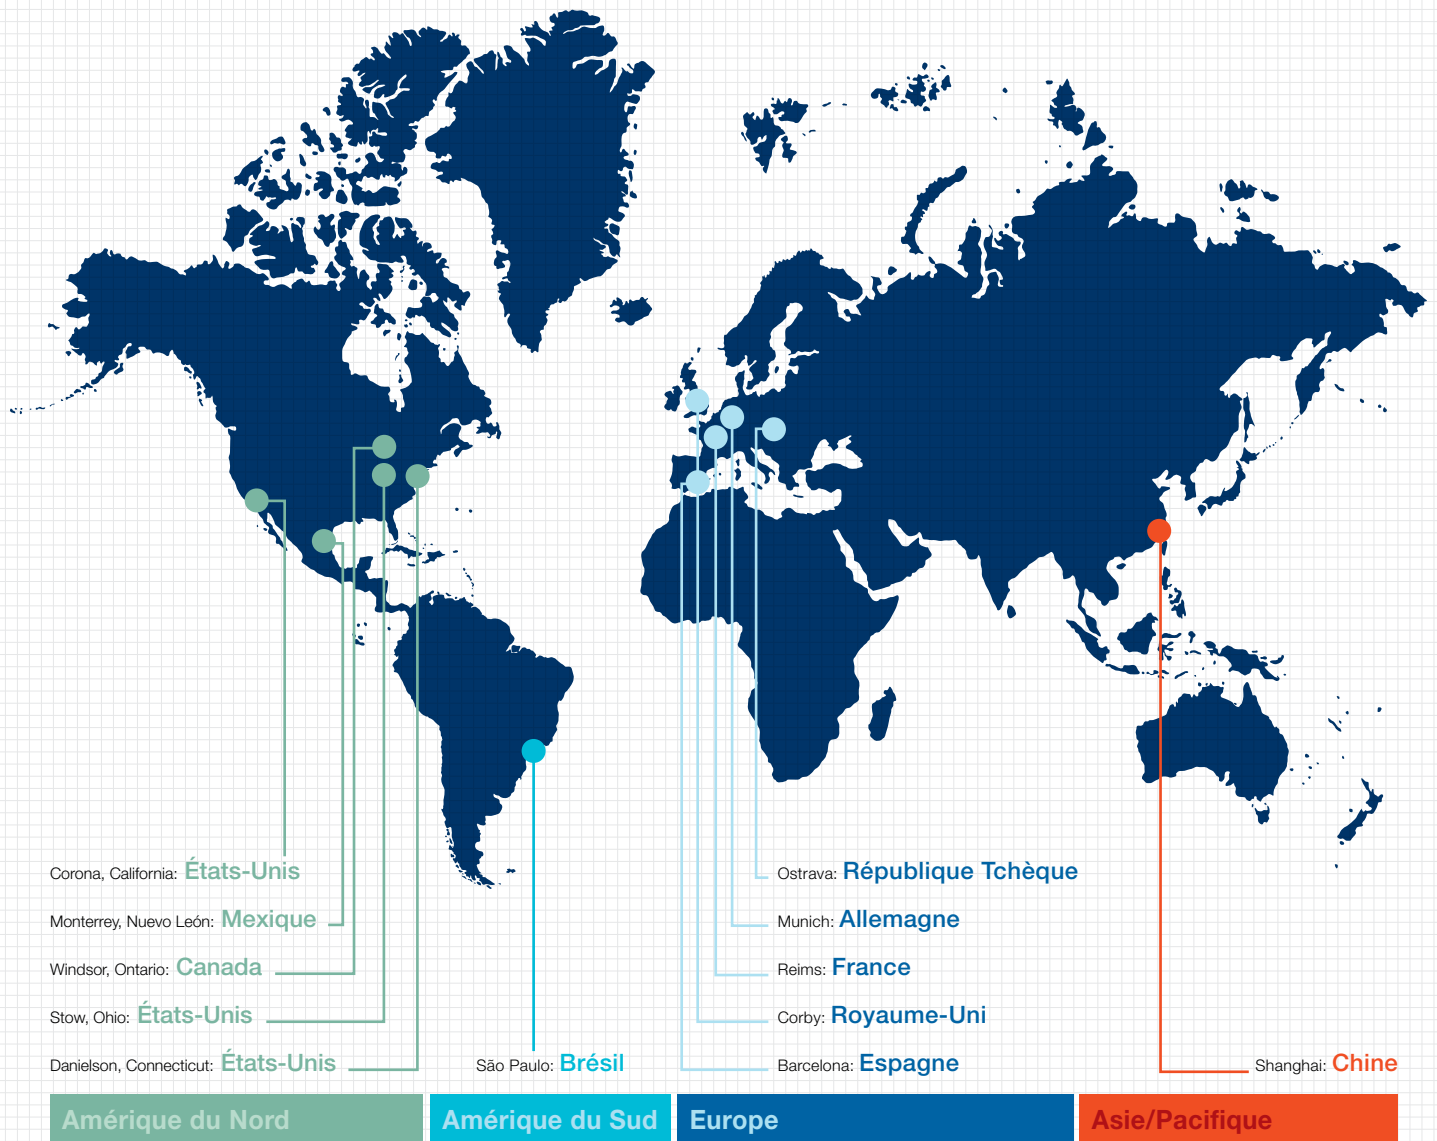 Corona, California: États-Unis
Monterrey, Nuevo León: Mexique
Windsor, Ontario: Canada
Stow, Ohio: États-Unis
Danielson, Connecticut: États-Unis
Amérique du Nord
São Paulo: Brésil
Amérique du Sud
Ostrava: République Tchèque
Munich: Allemagne
Reims: France
Corby: Royaume-Uni
Barcelona: Espagne
Europe
Shanghai: Chine
Asie/Pacifique